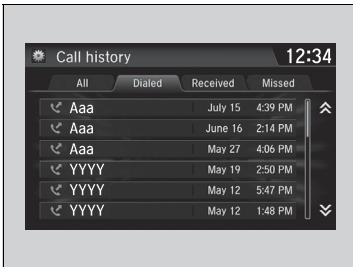 Call history 12:34
All Dialed Received Missed
Aaa July 15 4:39 PM
Aaa June 16 2:14 PM
Aaa May 27 4:06 PM
YYYY May 19 2:50 PM
YYYY May 12 5:47 PM
YYYY May 12 1:48 PM